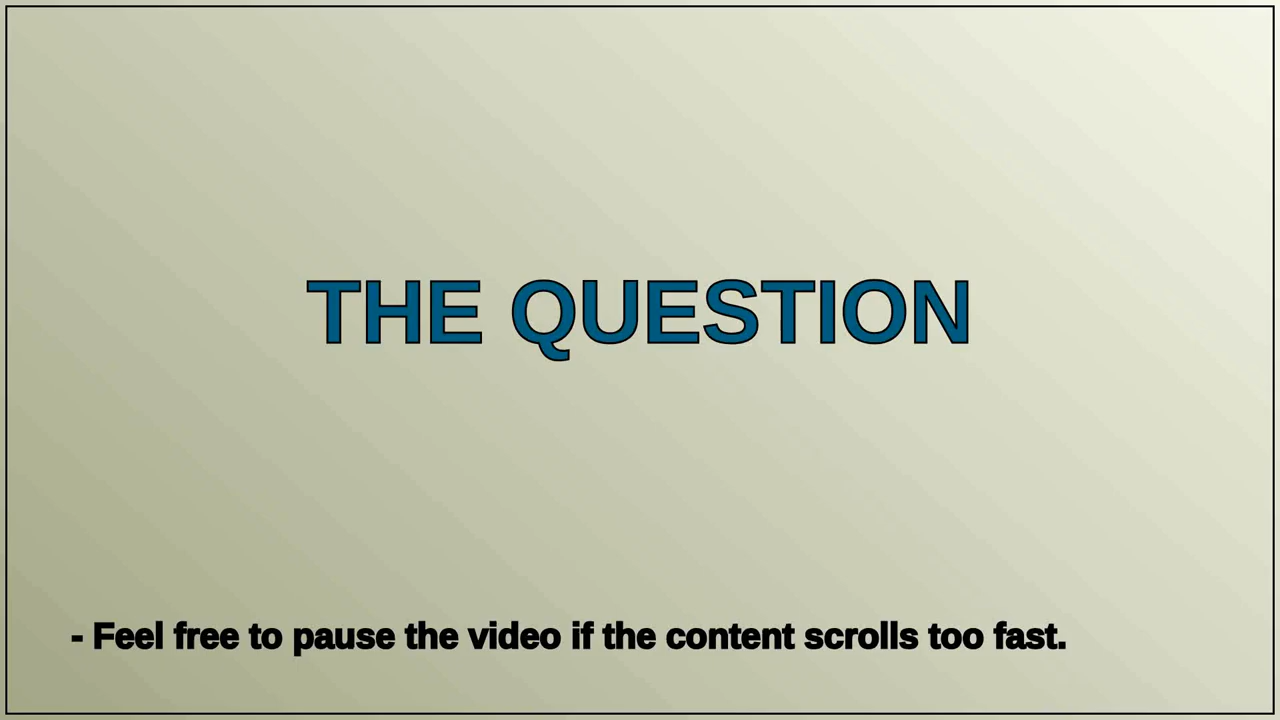 THE QUESTION
- Feel free to pause the video if the content scrolls too fast.